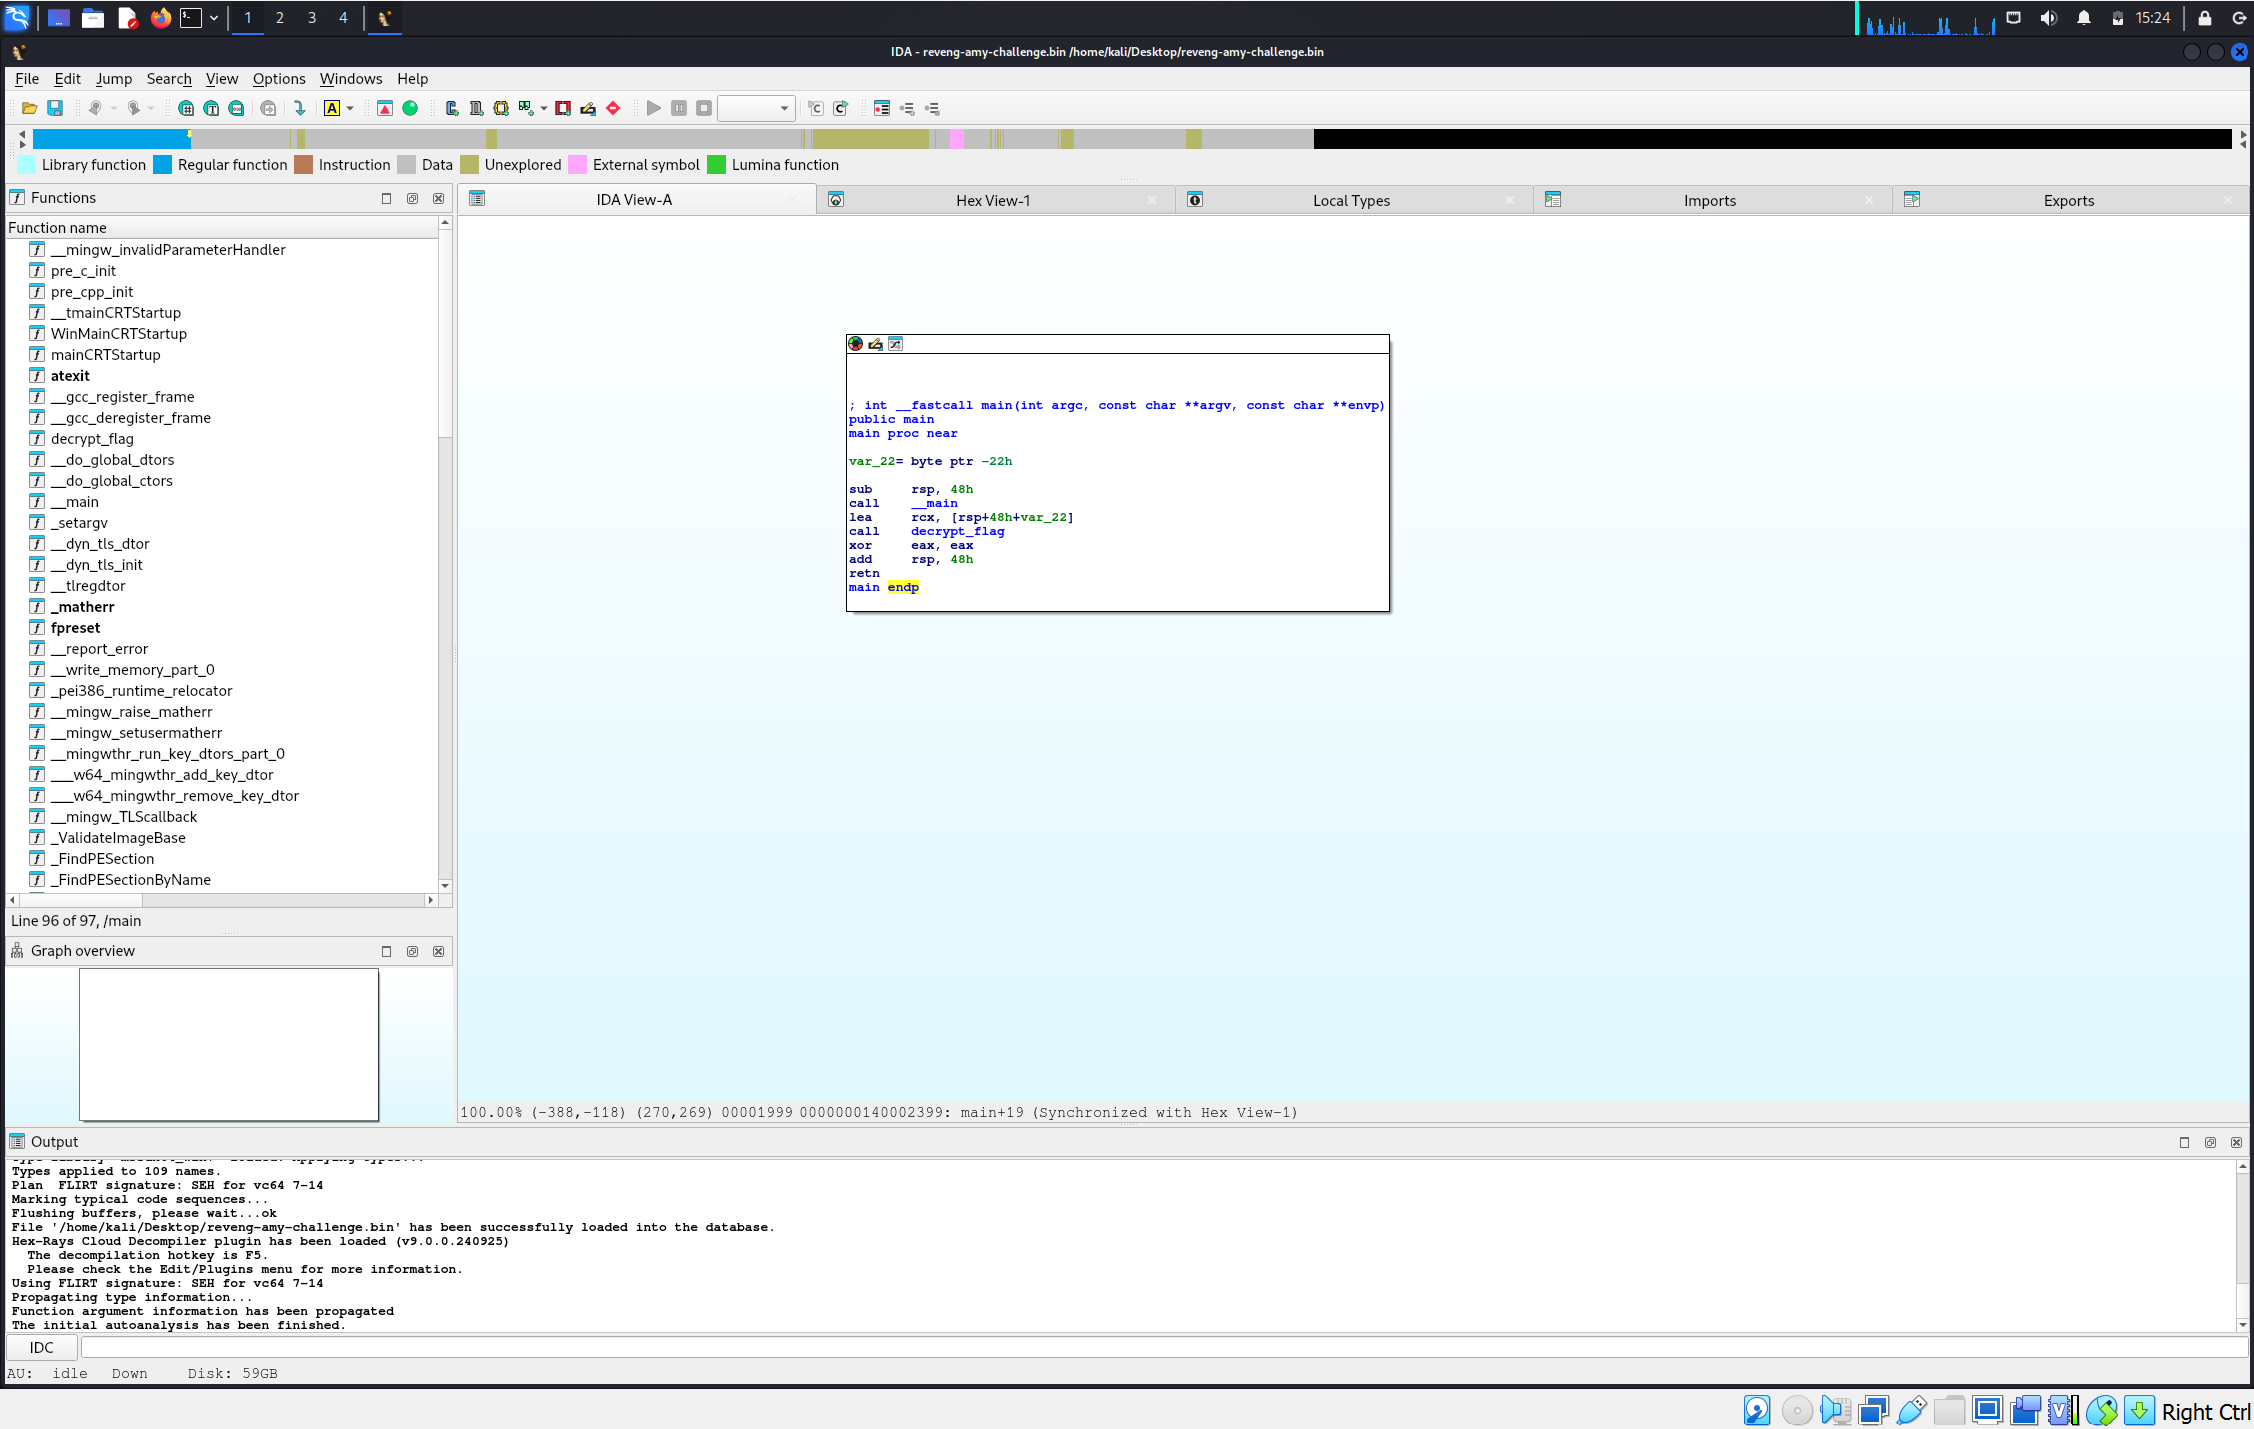 1 2 3 4 15:24
IDA - reveng-amy-challenge.bin /home/kali/Desktop/reveng-amy-challenge.bin
File Edit Jump Search View Options Windows Help
Library function Regular function Instruction Data Unexplored External symbol Lumina function
Functions
IDA View-A Hex View-1 Local Types Imports Exports
Function name
__mingw_invalidParameterHandler
pre_c_init
pre_cpp_init
__tmainCRTStartup
WinMainCRTStartup
mainCRTStartup
atexit
__gcc_register_frame
__gcc_deregister_frame
decrypt_flag
__do_global_dtors
__do_global_ctors
__main
_setargv
__dyn_tls_dtor
__dyn_tls_init
__tlregdtor
_matherr
fpreset
__report_error
__write_memory_part_0
_pei386_runtime_relocator
__mingw_raise_matherr
__mingw_setusermatherr
__mingwthr_run_key_dtors_part_0
___w64_mingwthr_add_key_dtor
___w64_mingwthr_remove_key_dtor
__mingw_TLScallback
_ValidateImageBase
_FindPESection
_FindPESectionByName
Line 96 of 97, /main
Graph overview
; int __fastcall main(int argc, const char **argv, const char **envp)
public main
main proc near
var_22= byte ptr -22h
sub rsp, 48h
call __main
lea rcx, [rsp+48h+var_22]
call decrypt_flag
xor eax, eax
add rsp, 48h
retn
main endp
100.00% (-388,-118) (270,269) 00001999 0000000140002399: main+19 (Synchronized with Hex View-1)
Output
Types applied to 109 names.
Plan FLIRT signature: SEH for vc64 7-14
Marking typical code sequences...
Flushing buffers, please wait...ok
File '/home/kali/Desktop/reveng-amy-challenge.bin' has been successfully loaded into the database.
Hex-Rays Cloud Decompiler plugin has been loaded (v9.0.0.240925)
The decompilation hotkey is F5.
Please check the Edit/Plugins menu for more information.
Using FLIRT signature: SEH for vc64 7-14
Propagating type information...
Function argument information has been propagated
The initial autoanalysis has been finished.
IDC
AU: idle Down Disk: 59GB
Right Ctrl